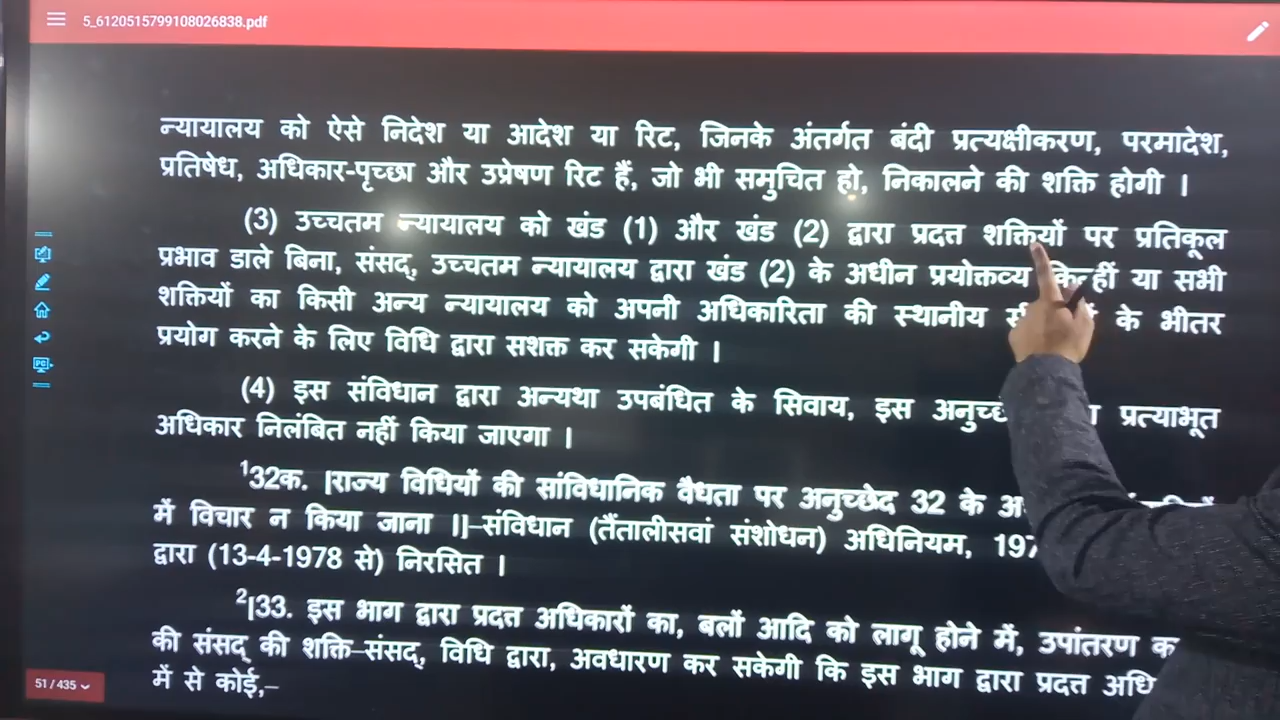 5_6120515799108026838.pdf
न्यायालय को ऐसे निदेश या आदेश या रिट, जिनके अंतर्गत बंदी प्रत्यक्षीकरण, परमादेश,
प्रतिषेध, अधिकार-पृच्छा और उत्प्रेषण रिट हैं, जो भी समुचित हो, निकालने की शक्ति होगी ।
(3) उच्चतम न्यायालय को खंड (1) और खंड (2) द्वारा प्रदत्त शक्तियों पर प्रतिकूल
प्रभाव डाले बिना, संसद्, उच्चतम न्यायालय द्वारा खंड (2) के अधीन प्रयोक्तव्य किन्हीं या सभी
शक्तियों का किसी अन्य न्यायालय को अपनी अधिकारिता की स्थानीय के भीतर
प्रयोग करने के लिए विधि द्वारा सशक्त कर सकेगी ।
(4) इस संविधान द्वारा अन्यथा उपबंधित के सिवाय, इस प्रत्याभूत
अधिकार निलंबित नहीं किया जाएगा ।
¹32क. [राज्य विधियों की सांविधानिक वैधता पर अनुच्छेद 32 के
में विचार न किया जाना ।]–संविधान (तैंतालीसवां संशोधन) अधिनियम, 197
द्वारा (13-4-1978 से) निरसित ।
²[33. इस भाग द्वारा प्रदत्त अधिकारों का, बलों आदि को लागू होने में, उपांतरण
की संसद् की शक्ति–संसद्, विधि द्वारा, अवधारण कर सकेगी कि इस भाग द्वारा प्रदत्त
में से कोई,–
51 / 435